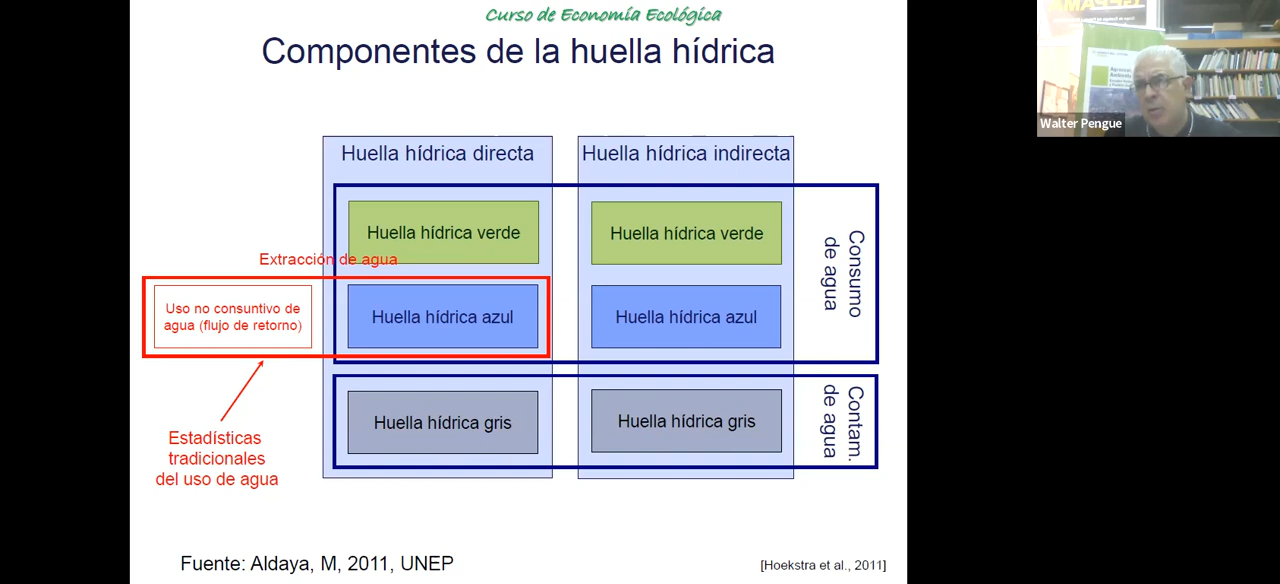 Curso de Economía Ecológica
Componentes de la huella hídrica
Huella hídrica directa
Huella hídrica indirecta
Huella hídrica verde
Huella hídrica verde
Extracción de agua
Uso no consuntivo de
agua (flujo de retorno)
Huella hídrica azul
Huella hídrica azul
Consumo
de agua
Huella hídrica gris
Huella hídrica gris
Contam.
de agua
Estadísticas
tradicionales
del uso de agua
Fuente: Aldaya, M, 2011, UNEP
[Hoekstra et al., 2011]
Walter Pengue